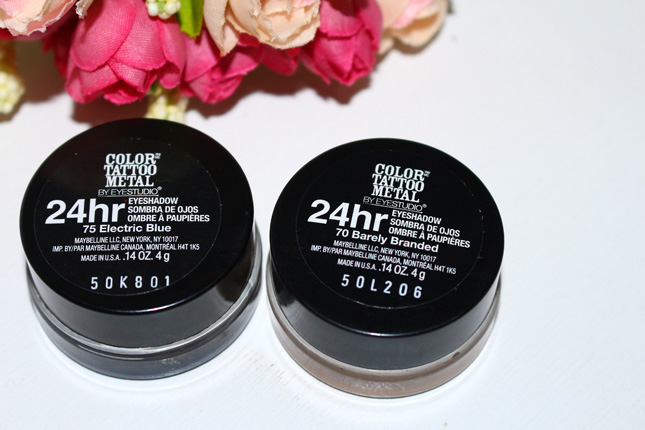 COLOR
TATTOO
METAL
BY EYESTUDIO®
24hr
EYESHADOW
SOMBRA DE OJOS
OMBRE À PAUPIÈRES
75 Electric Blue
MAYBELLINE LLC, NEW YORK, NY 10017
IMP. BY/PAR MAYBELLINE CANADA, MONTRÉAL H4T 1K5
MADE IN U.S.A. .14 OZ. 4 g
50K801
COLOR
TATTOO
METAL
BY EYESTUDIO®
24hr
EYESHADOW
SOMBRA DE OJOS
OMBRE À PAUPIÈRES
70 Barely Branded
MAYBELLINE LLC, NEW YORK, NY 10017
IMP. BY/PAR MAYBELLINE CANADA, MONTRÉAL H4T 1K5
MADE IN U.S.A. .14 OZ. 4 g
50L206